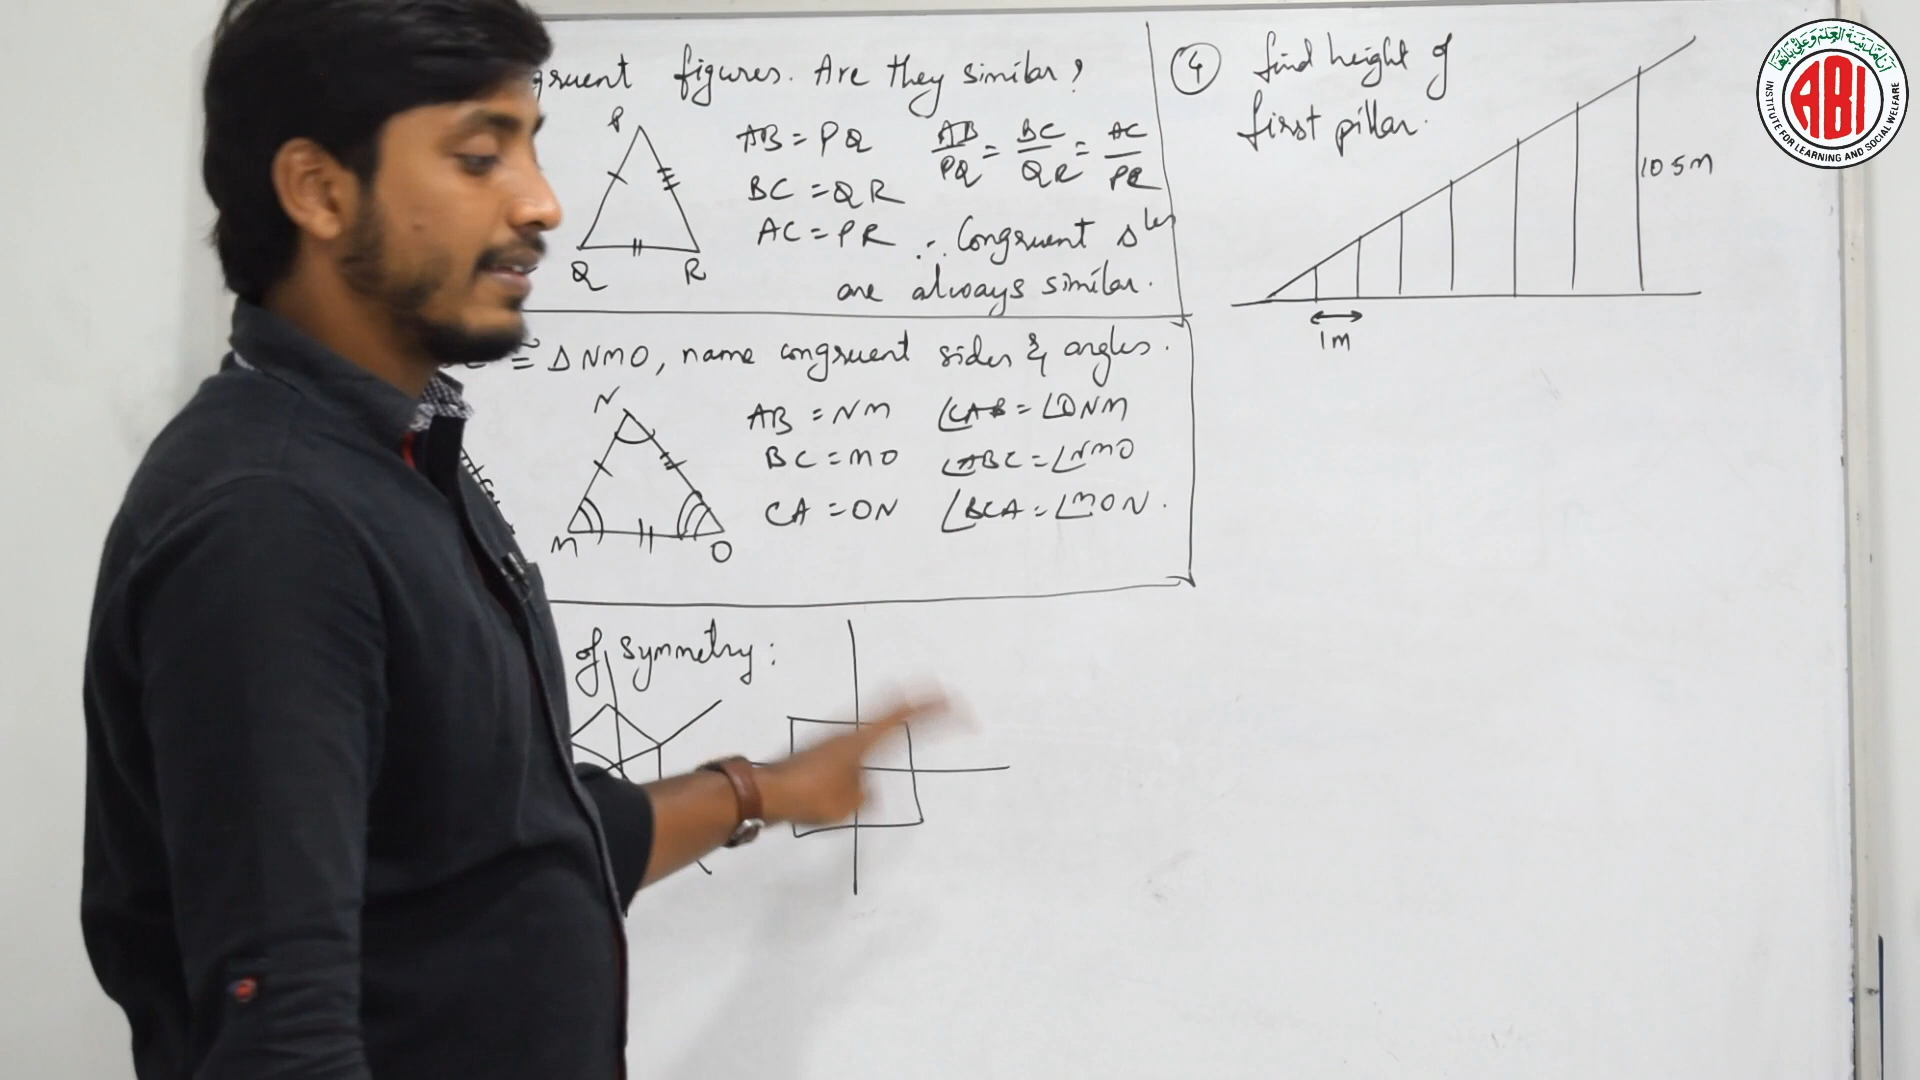 figures. Are they similar?
P
Q
R
AB = PQ
BC = QR
AC = PR
AB/PQ = BC/QR = AC/PR
∴ Congruent Δles
are always similar.
≅ Δ NMO, name congruent sides & angles.
N
M
O
AB = NM ∠CAB = ∠ONM
BC = MO ∠ABC = ∠NMO
CA = ON ∠BCA = ∠MON.
of symmetry:
4 find height of
first pillar.
10.5m
1m
ABI
INSTITUTE FOR LEARNING AND SOCIAL WELFARE